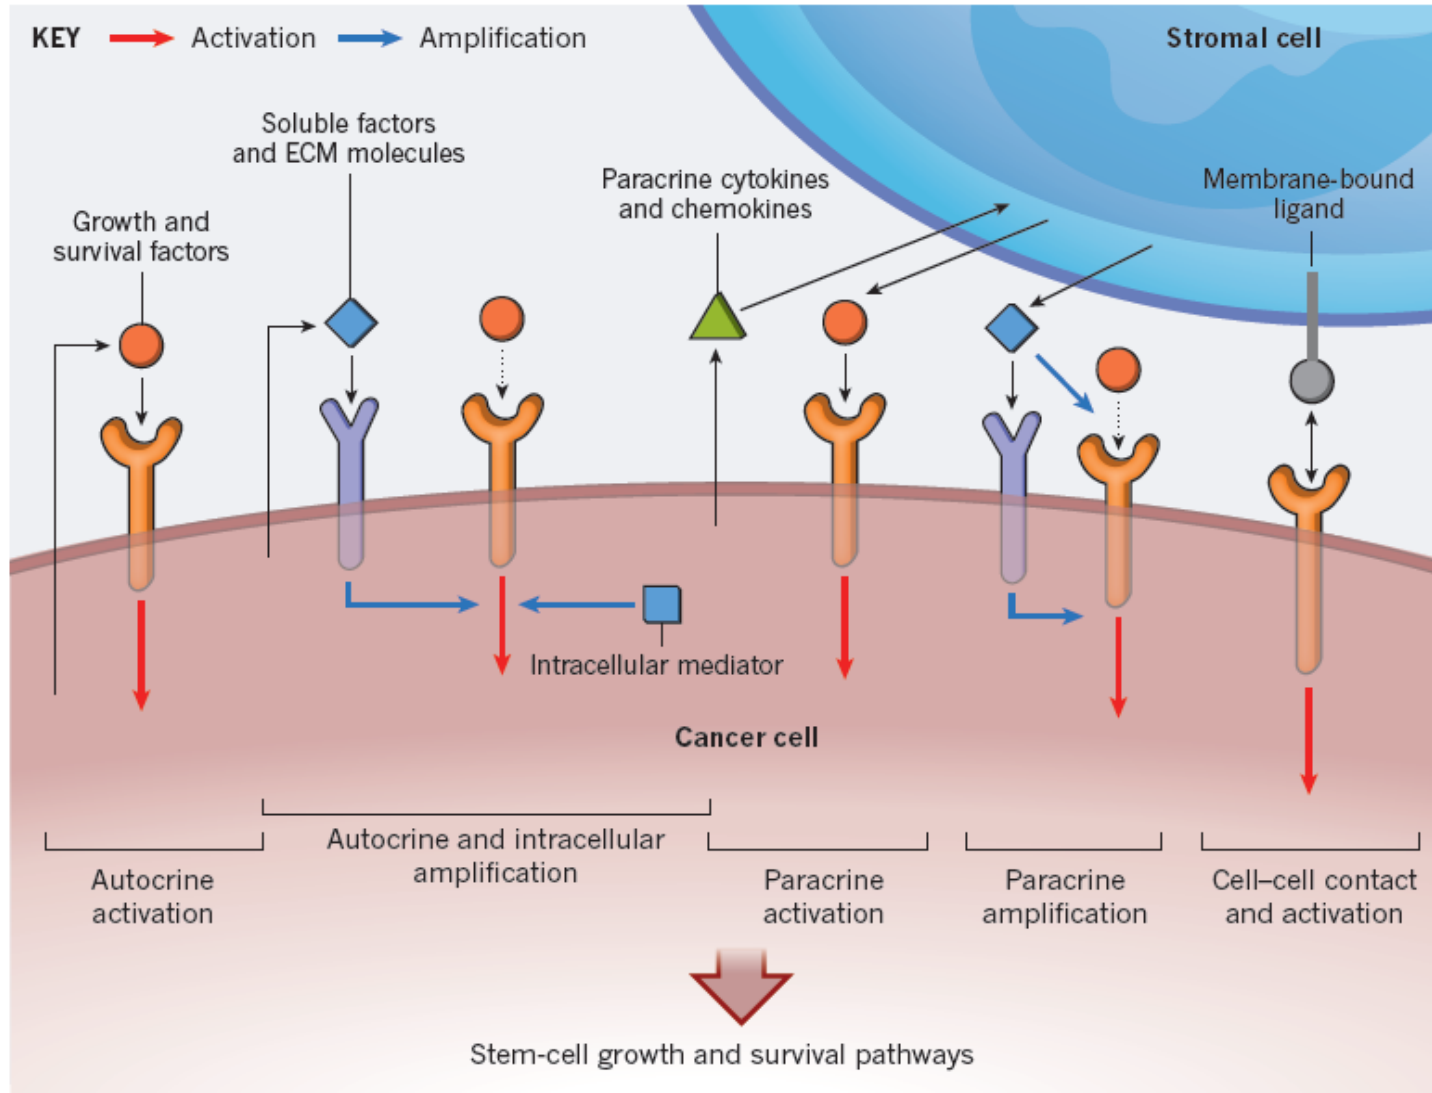 KEY Activation Amplification
Stromal cell
Soluble factors
and ECM molecules
Growth and
survival factors
Paracrine cytokines
and chemokines
Membrane-bound
ligand
Intracellular mediator
Cancer cell
Autocrine
activation
Autocrine and intracellular
amplification
Paracrine
activation
Paracrine
amplification
Cell–cell contact
and activation
Stem-cell growth and survival pathways